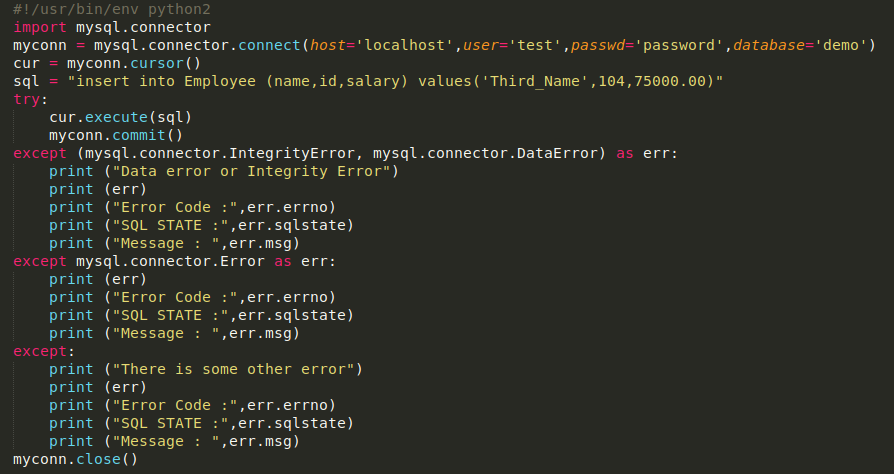 #!/usr/bin/env python2
import mysql.connector
myconn = mysql.connector.connect(host='localhost',user='test',passwd='password',database='demo')
cur = myconn.cursor()
sql = "insert into Employee (name,id,salary) values('Third_Name',104,75000.00)"
try:
    cur.execute(sql)
    myconn.commit()
except (mysql.connector.IntegrityError, mysql.connector.DataError) as err:
    print ("Data error or Integrity Error")
    print (err)
    print ("Error Code :",err.errno)
    print ("SQL STATE :",err.sqlstate)
    print ("Message : ",err.msg)
except mysql.connector.Error as err:
    print (err)
    print ("Error Code :",err.errno)
    print ("SQL STATE :",err.sqlstate)
    print ("Message : ",err.msg)
except:
    print ("There is some other error")
    print (err)
    print ("Error Code :",err.errno)
    print ("SQL STATE :",err.sqlstate)
    print ("Message : ",err.msg)
myconn.close()